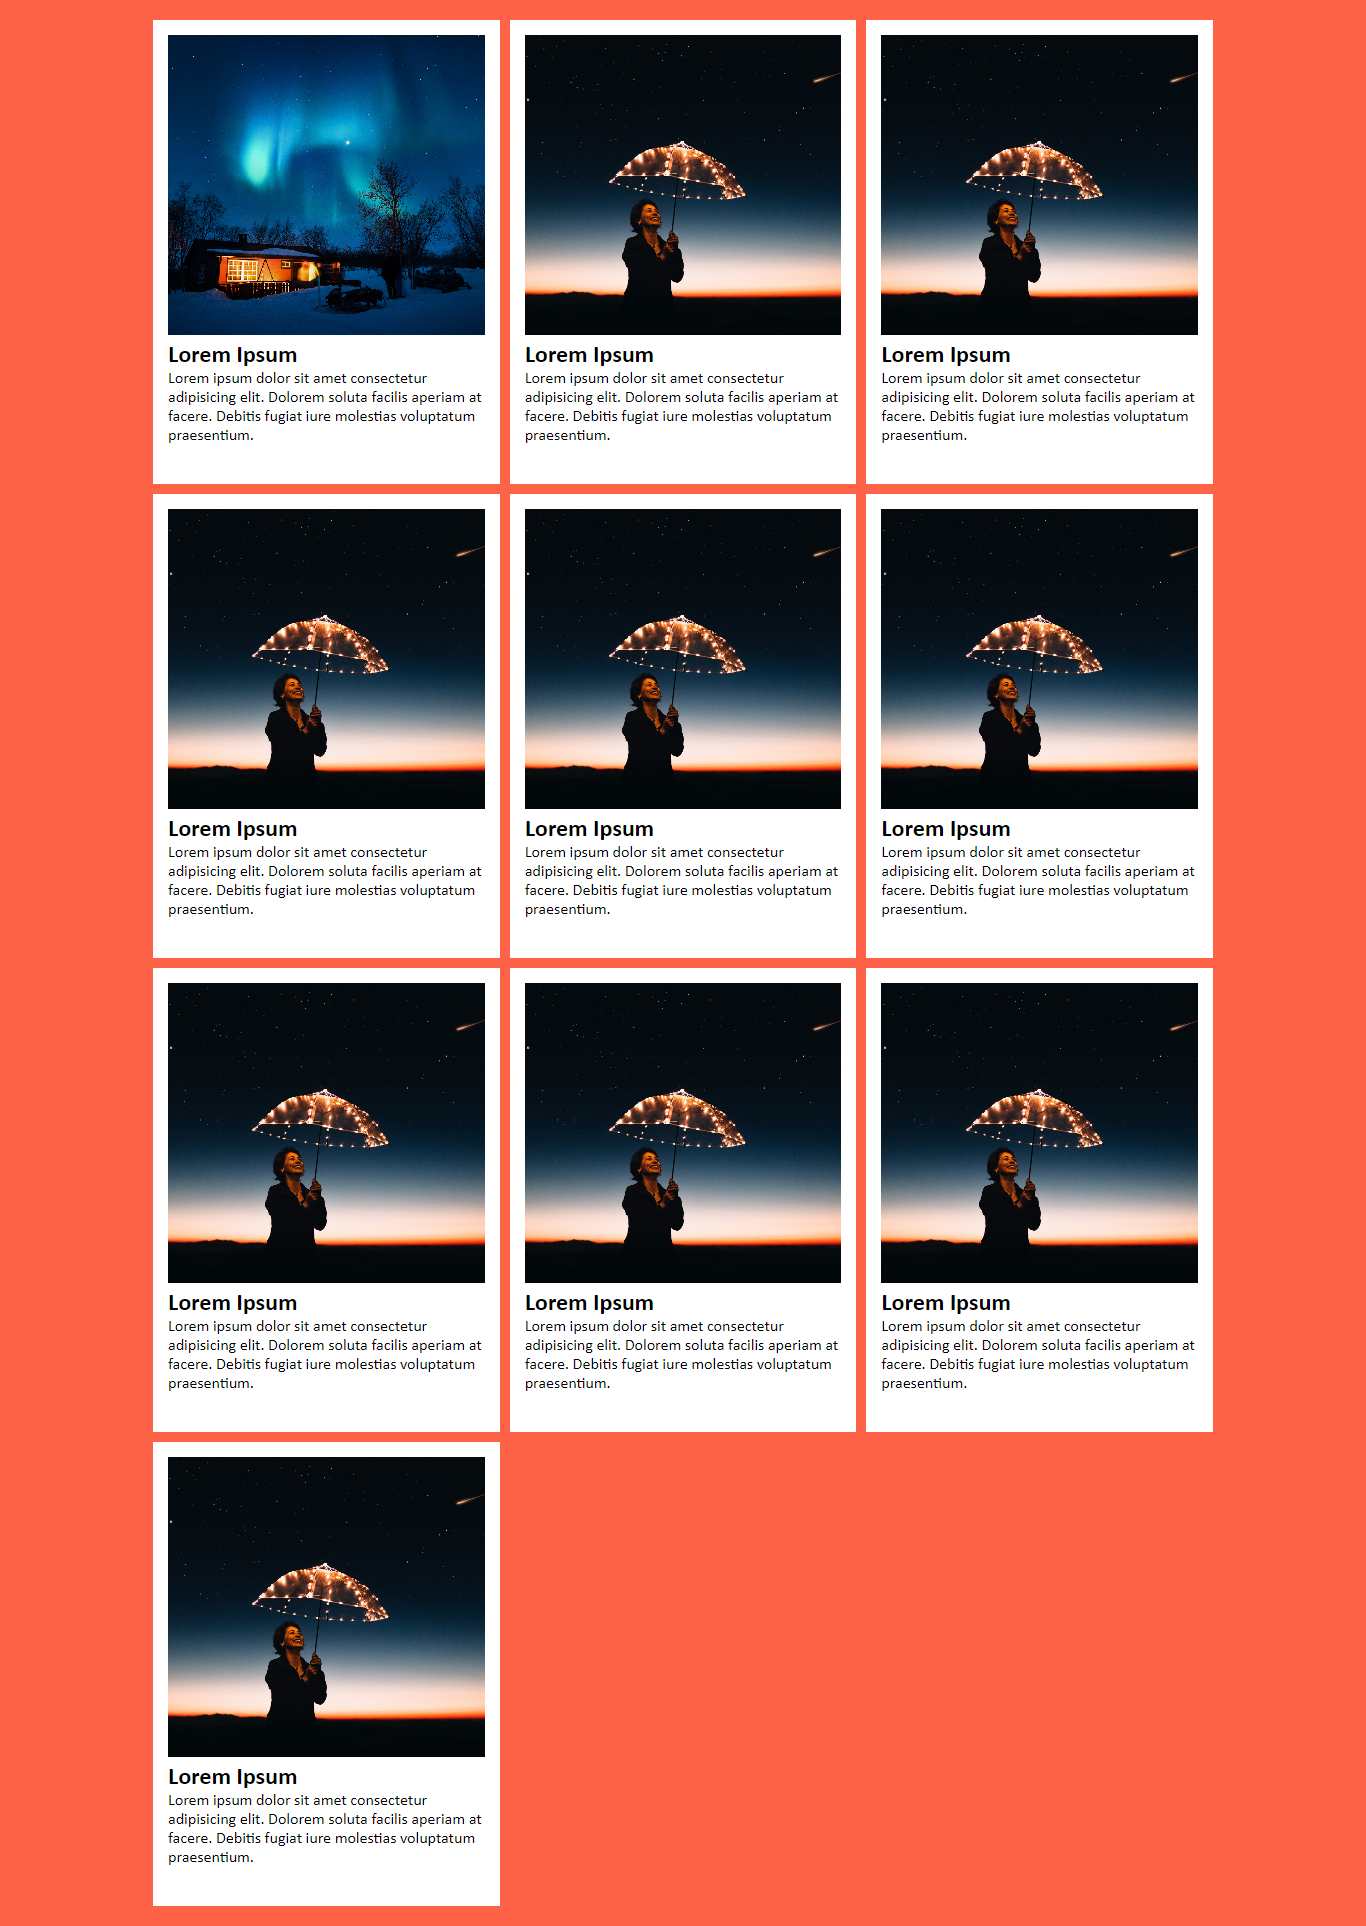 Lorem Ipsum
Lorem ipsum dolor sit amet consectetur
adipisicing elit. Dolorem soluta facilis aperiam at
facere. Debitis fugiat iure molestias voluptatum
praesentium.
Lorem Ipsum
Lorem ipsum dolor sit amet consectetur
adipisicing elit. Dolorem soluta facilis aperiam at
facere. Debitis fugiat iure molestias voluptatum
praesentium.
Lorem Ipsum
Lorem ipsum dolor sit amet consectetur
adipisicing elit. Dolorem soluta facilis aperiam at
facere. Debitis fugiat iure molestias voluptatum
praesentium.
Lorem Ipsum
Lorem ipsum dolor sit amet consectetur
adipisicing elit. Dolorem soluta facilis aperiam at
facere. Debitis fugiat iure molestias voluptatum
praesentium.
Lorem Ipsum
Lorem ipsum dolor sit amet consectetur
adipisicing elit. Dolorem soluta facilis aperiam at
facere. Debitis fugiat iure molestias voluptatum
praesentium.
Lorem Ipsum
Lorem ipsum dolor sit amet consectetur
adipisicing elit. Dolorem soluta facilis aperiam at
facere. Debitis fugiat iure molestias voluptatum
praesentium.
Lorem Ipsum
Lorem ipsum dolor sit amet consectetur
adipisicing elit. Dolorem soluta facilis aperiam at
facere. Debitis fugiat iure molestias voluptatum
praesentium.
Lorem Ipsum
Lorem ipsum dolor sit amet consectetur
adipisicing elit. Dolorem soluta facilis aperiam at
facere. Debitis fugiat iure molestias voluptatum
praesentium.
Lorem Ipsum
Lorem ipsum dolor sit amet consectetur
adipisicing elit. Dolorem soluta facilis aperiam at
facere. Debitis fugiat iure molestias voluptatum
praesentium.
Lorem Ipsum
Lorem ipsum dolor sit amet consectetur
adipisicing elit. Dolorem soluta facilis aperiam at
facere. Debitis fugiat iure molestias voluptatum
praesentium.